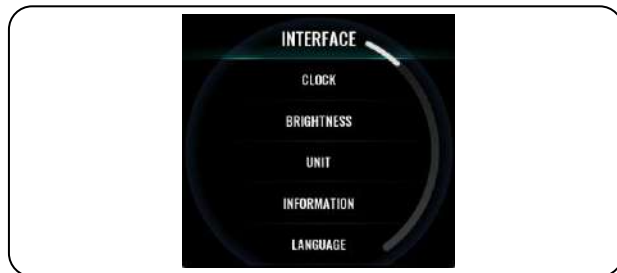 INTERFACE
CLOCK
BRIGHTNESS
UNIT
INFORMATION
LANGUAGE